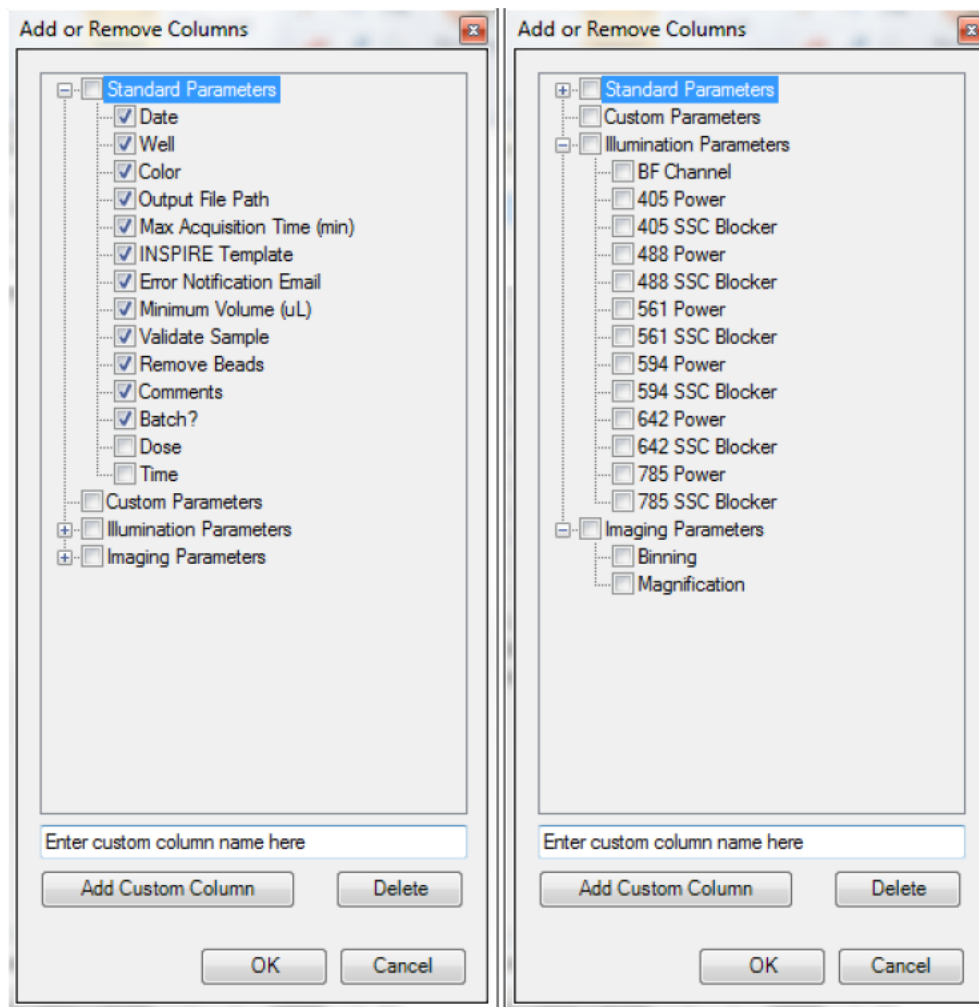 Add or Remove Columns
Standard Parameters
Date
Well
Color
Output File Path
Max Acquisition Time (min)
INSPIRE Template
Error Notification Email
Minimum Volume (uL)
Validate Sample
Remove Beads
Comments
Batch?
Dose
Time
Custom Parameters
Illumination Parameters
Imaging Parameters
Enter custom column name here
Add Custom Column
Delete
OK
Cancel
Add or Remove Columns
Standard Parameters
Custom Parameters
Illumination Parameters
BF Channel
405 Power
405 SSC Blocker
488 Power
488 SSC Blocker
561 Power
561 SSC Blocker
594 Power
594 SSC Blocker
642 Power
642 SSC Blocker
785 Power
785 SSC Blocker
Imaging Parameters
Binning
Magnification
Enter custom column name here
Add Custom Column
Delete
OK
Cancel